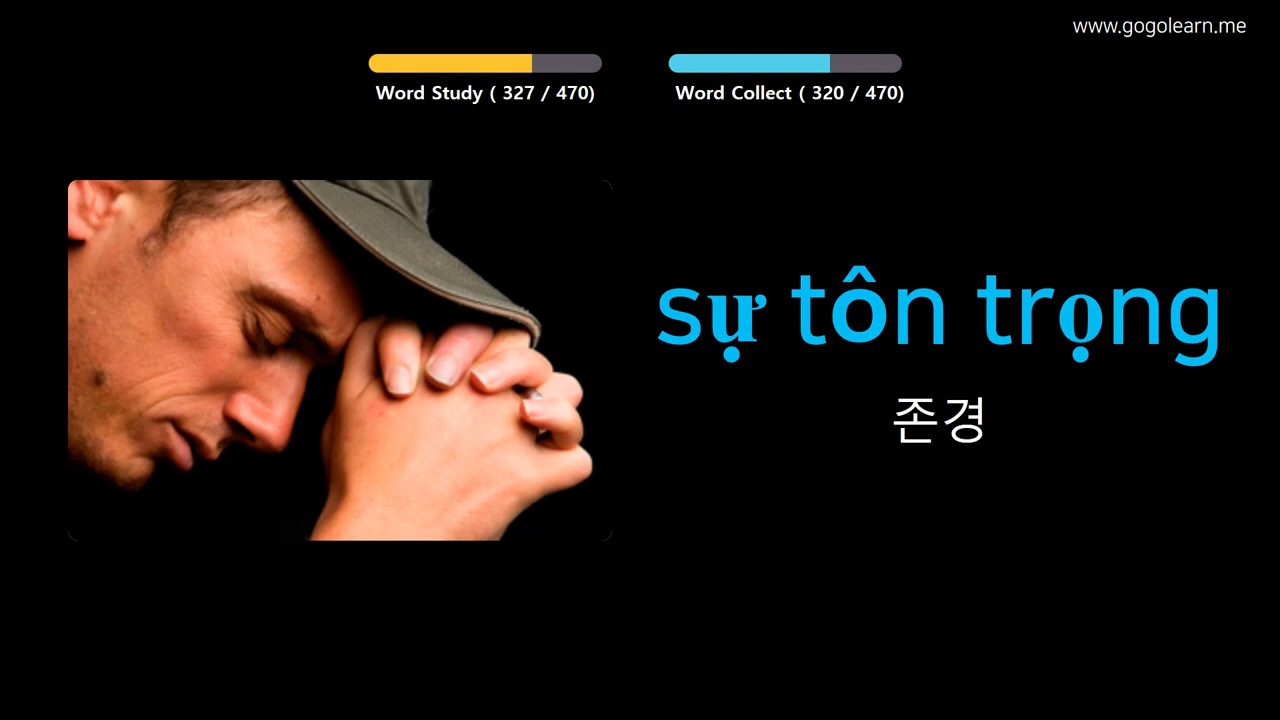 www.gogolearn.me
Word Study ( 327 / 470)
Word Collect ( 320 / 470)
sự tôn trọng
존경